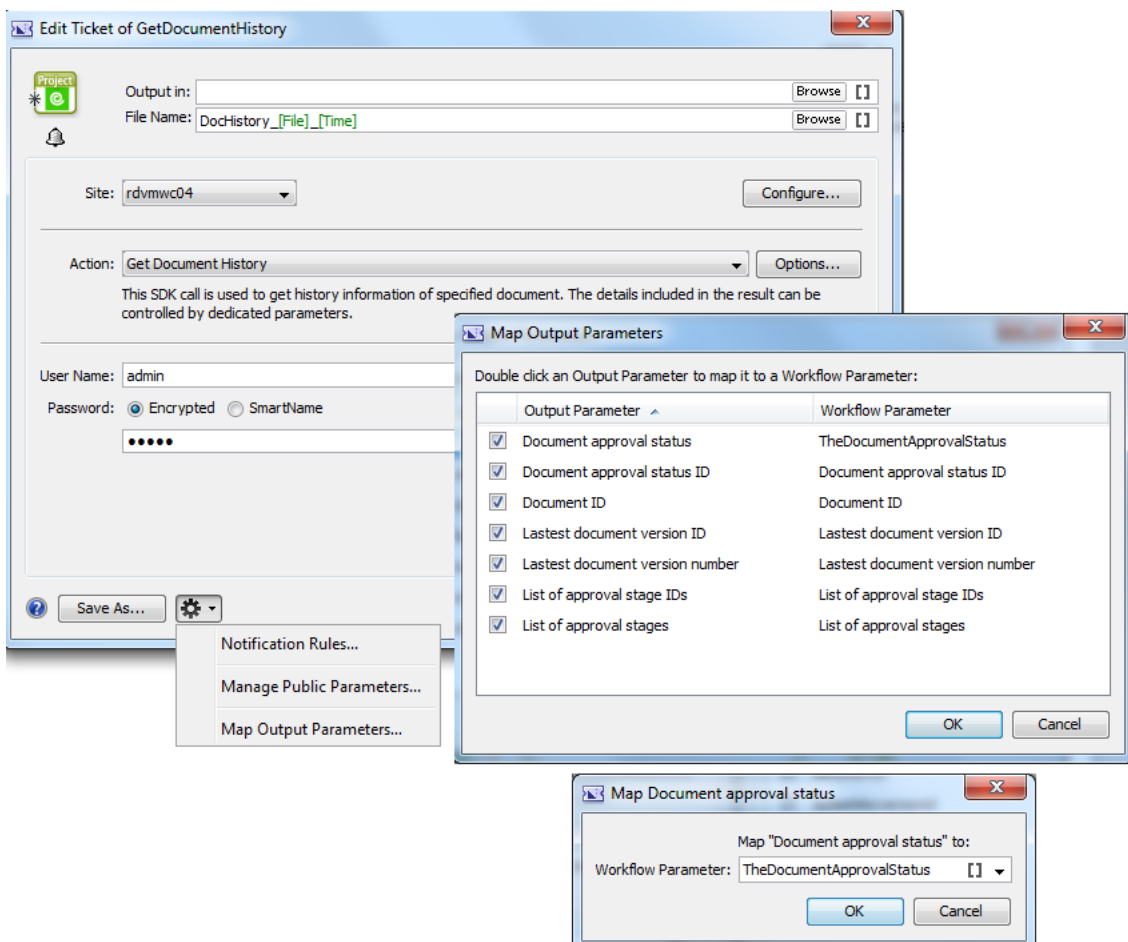 Edit Ticket of GetDocumentHistory
Project
Output in:
Browse
[]
File Name:
DocHistory_[File]_[Time]
Browse
[]
Site:
rdvmwc04
Configure...
Action:
Get Document History
Options...
This SDK call is used to get history information of specified document. The details included in the result can be
controlled by dedicated parameters.
User Name:
admin
Password:
Encrypted
SmartName
•••••
Save As...
Notification Rules...
Manage Public Parameters...
Map Output Parameters...
Map Output Parameters
Double click an Output Parameter to map it to a Workflow Parameter:
Output Parameter
Workflow Parameter
Document approval status
TheDocumentApprovalStatus
Document approval status ID
Document approval status ID
Document ID
Document ID
Lastest document version ID
Lastest document version ID
Lastest document version number
Lastest document version number
List of approval stage IDs
List of approval stage IDs
List of approval stages
List of approval stages
OK
Cancel
Map Document approval status
Map "Document approval status" to:
Workflow Parameter:
TheDocumentApprovalStatus
[]
OK
Cancel